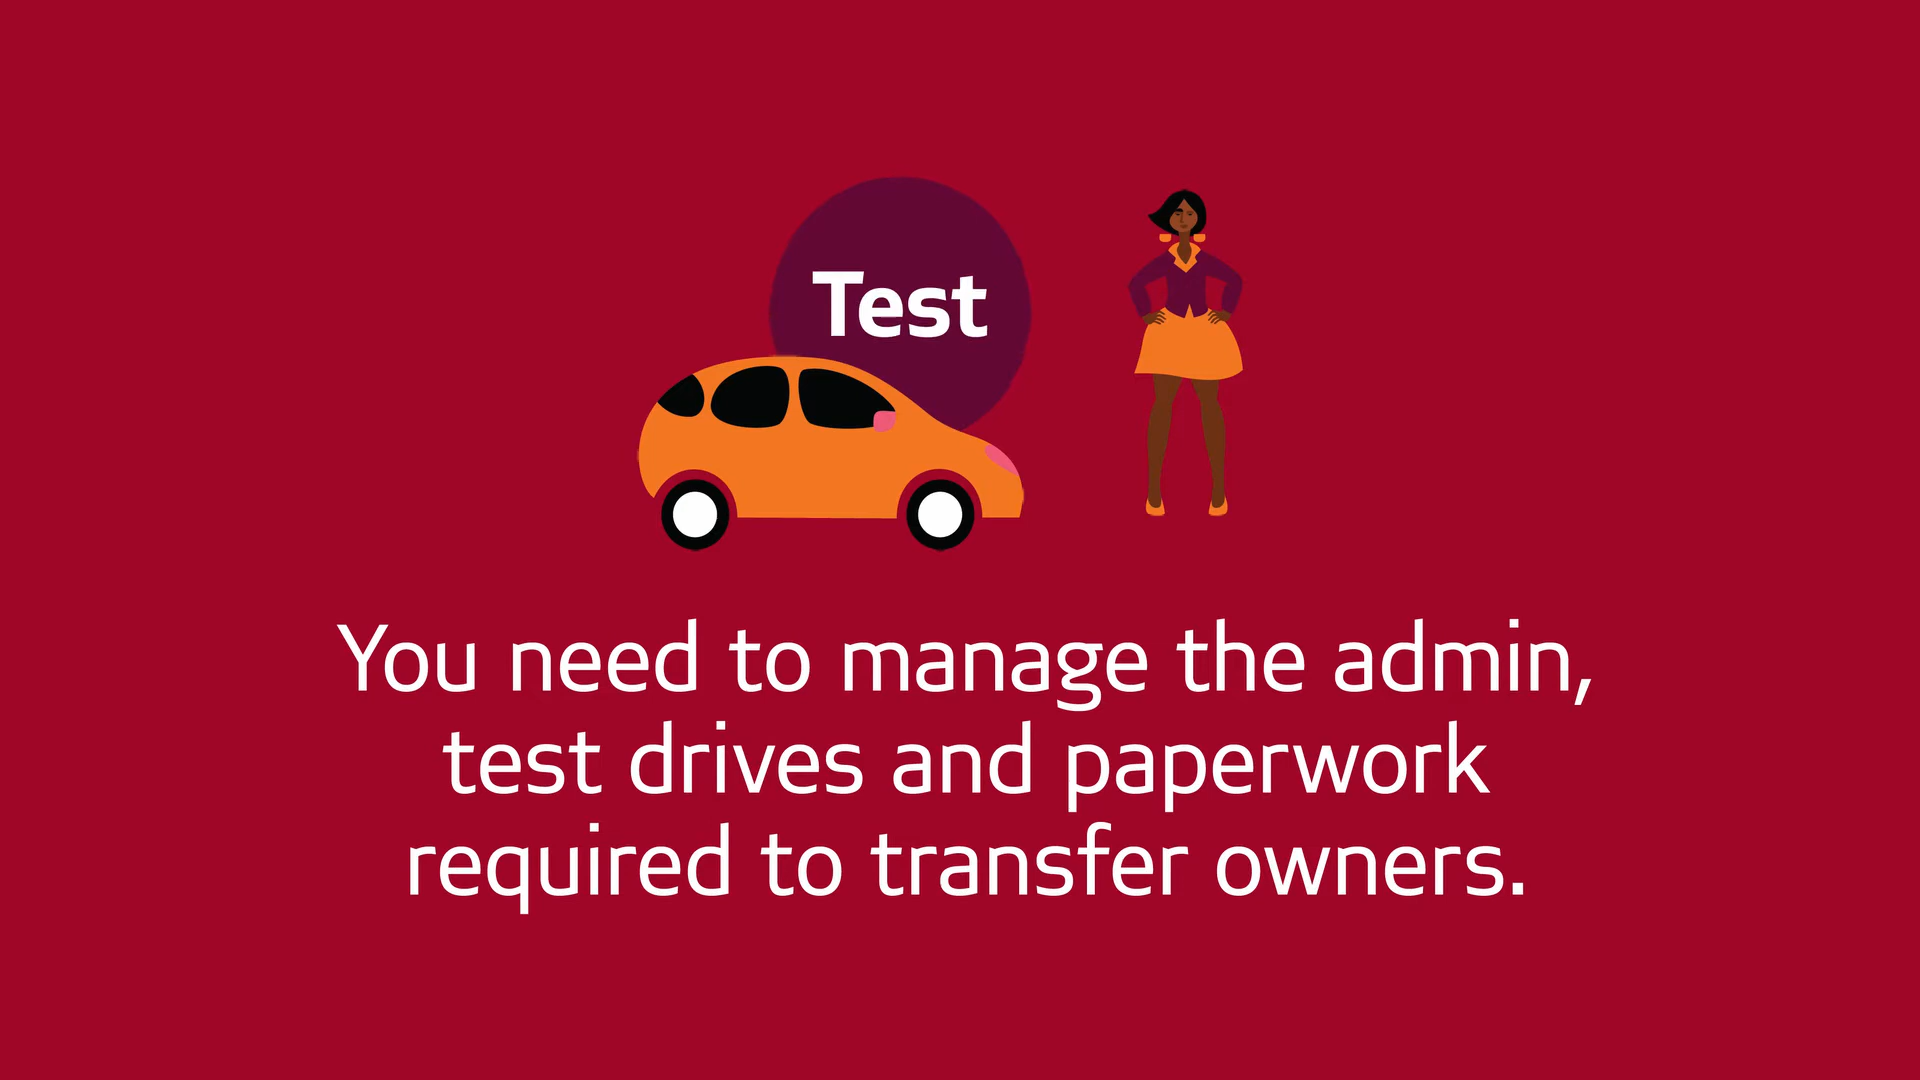 Test
You need to manage the admin,
test drives and paperwork
required to transfer owners.